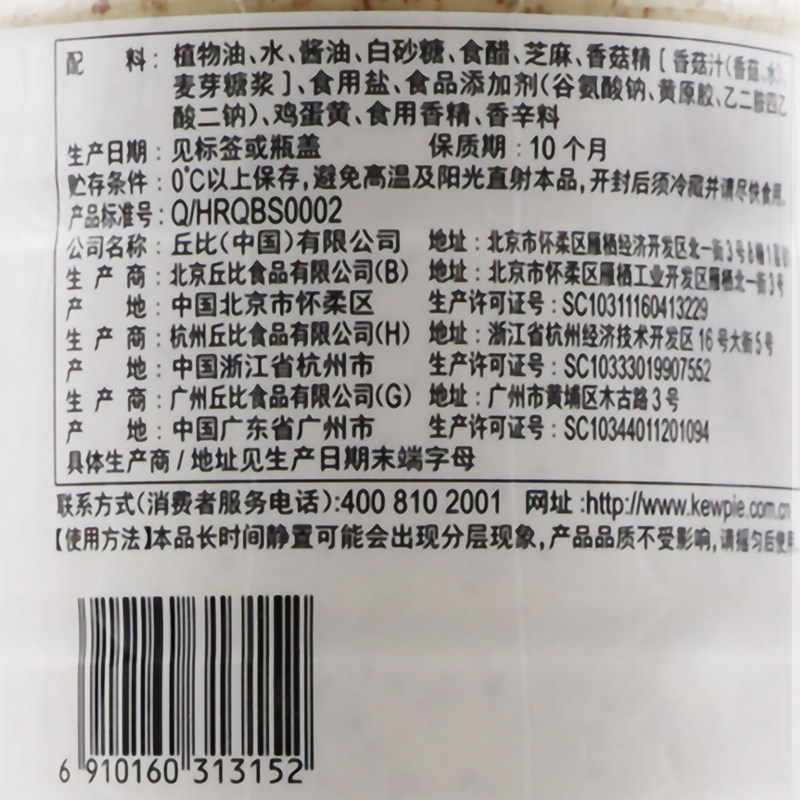 配 料: 植物油、水、酱油、白砂糖、食醋、芝麻、香菇精[香菇汁(香菇、水)、
麦芽糖浆]、食用盐、食品添加剂(谷氨酸钠、黄原胶、乙二胺四乙
酸二钠)、鸡蛋黄、食用香精、香辛料
生产日期: 见标签或瓶盖 保质期: 10个月
贮存条件: 0℃以上保存,避免高温及阳光直射本品,开封后须冷藏并请尽快食用。
产品标准号: Q/HRQBS0002
公司名称: 丘比(中国)有限公司 地址: 北京市怀柔区雁栖经济开发区北一街3号8幢1层
生产商: 北京丘比食品有限公司(B) 地址: 北京市怀柔区雁栖工业开发区雁栖北一街3号
产 地: 中国北京市怀柔区 生产许可证号: SC10311160413229
生产商: 杭州丘比食品有限公司(H) 地址: 浙江省杭州经济技术开发区16号大街5号
产 地: 中国浙江省杭州市 生产许可证号: SC10333019907552
生产商: 广州丘比食品有限公司(G) 地址: 广州市黄埔区木古路3号
产 地: 中国广东省广州市 生产许可证号: SC10344011201094
具体生产商/地址见生产日期末端字母
联系方式(消费者服务电话):400 810 2001 网址:http://www.kewpie.com.cn
【使用方法】本品长时间静置可能会出现分层现象,产品品质不受影响,请摇匀后使用
6 910160 313152